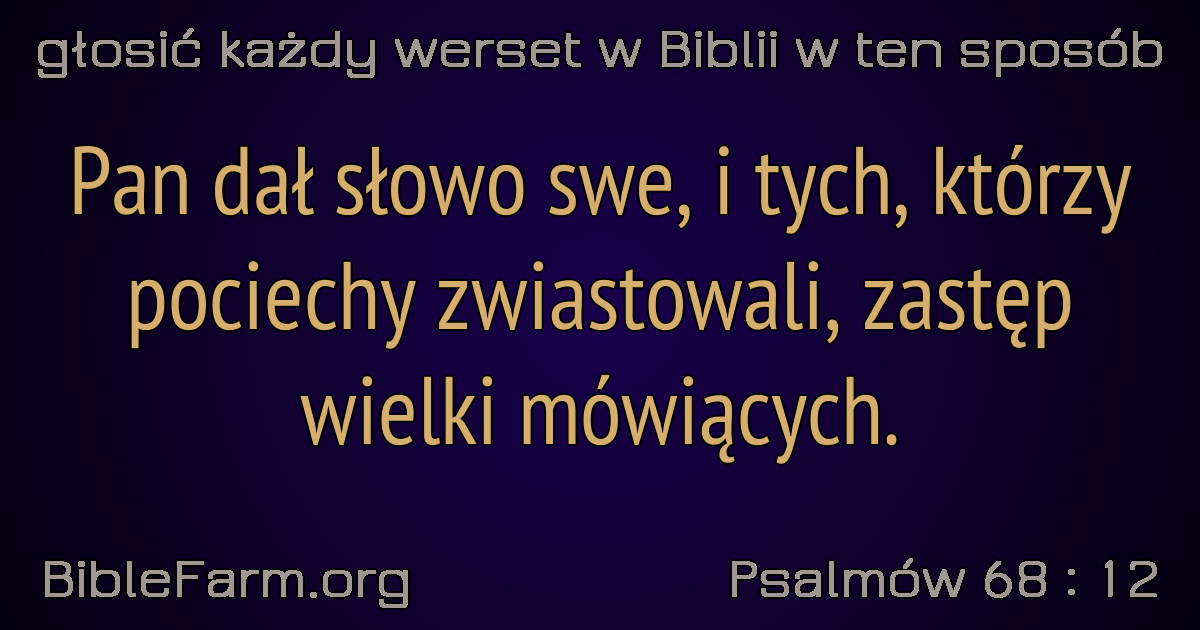 głosić każdy werset w Biblii w ten sposób
Pan dał słowo swe, i tych, którzy
pociechy zwiastowali, zastęp
wielki mówiących.
BibleFarm.org
Psalmów 68 : 12